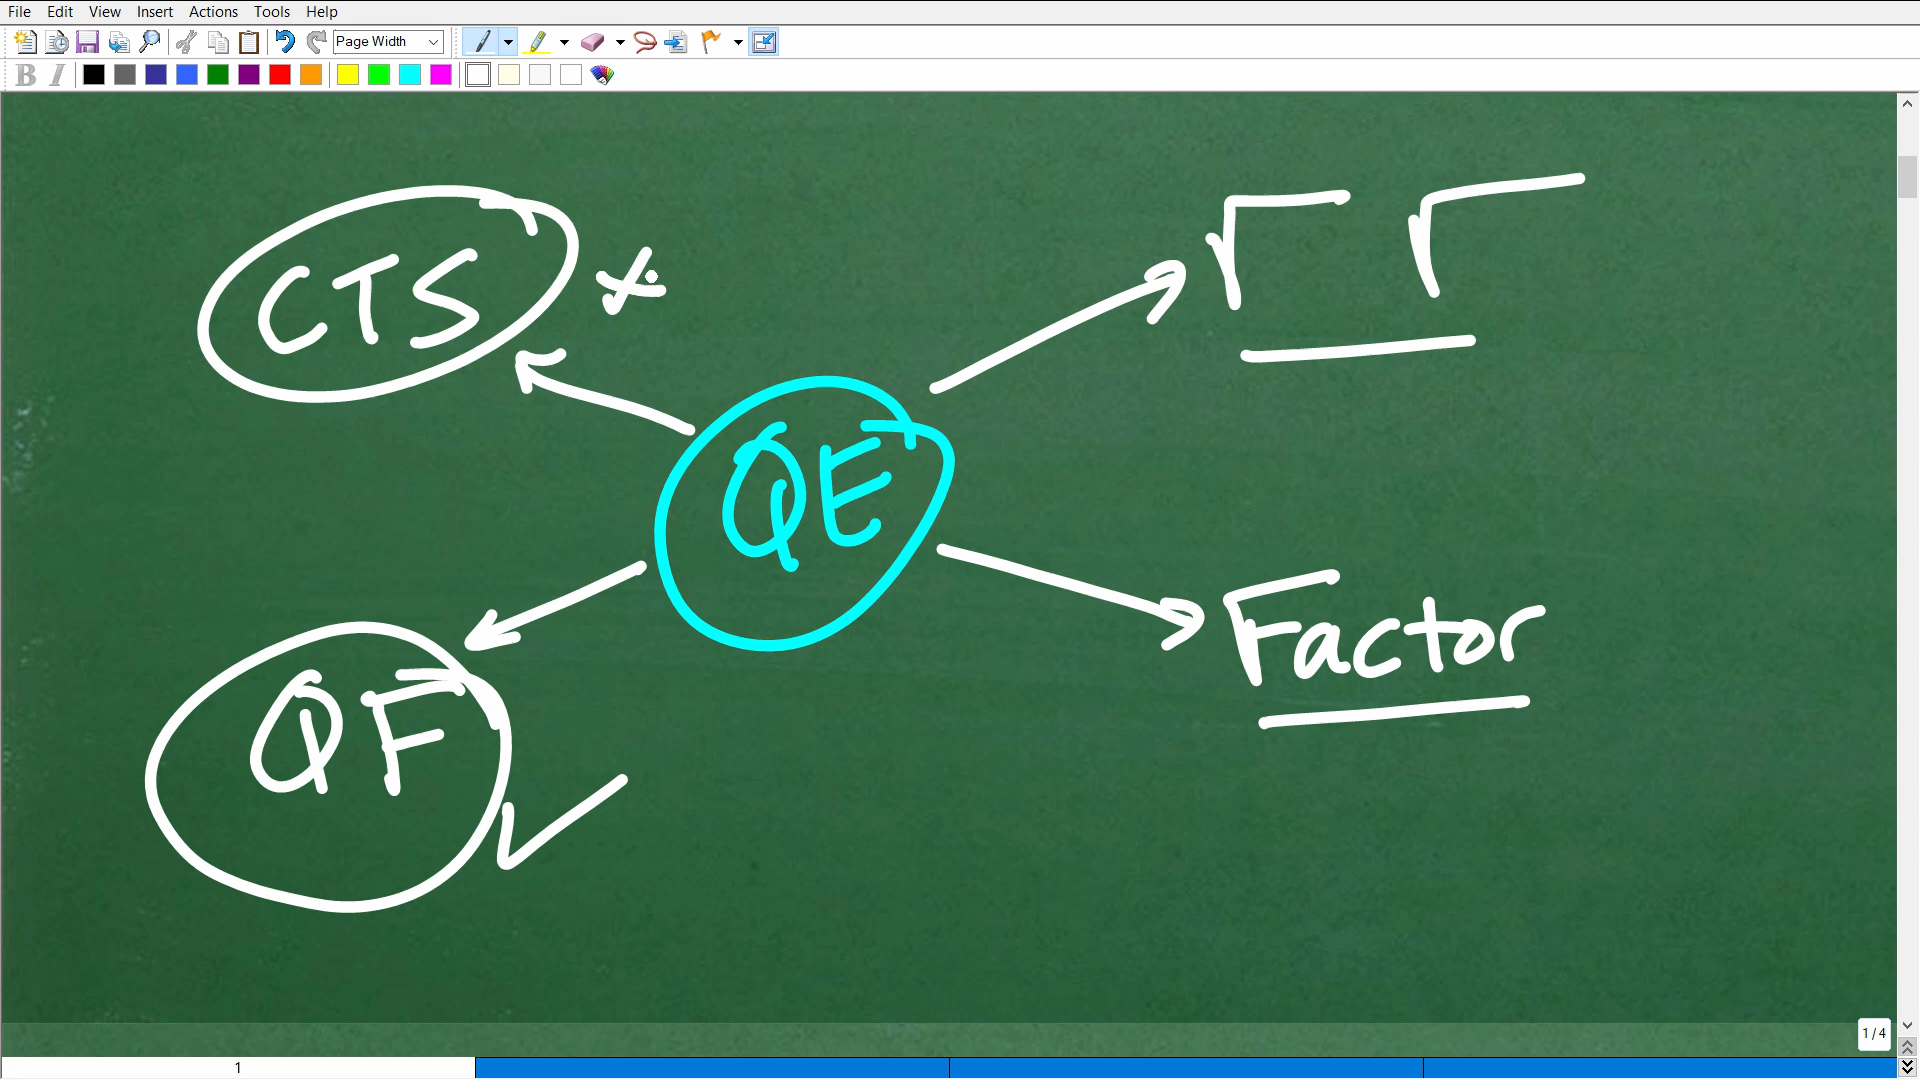 File Edit View Insert Actions Tools Help
Page Width
B I
CTS
√ √
QE
QF
Factor
1 / 4
1